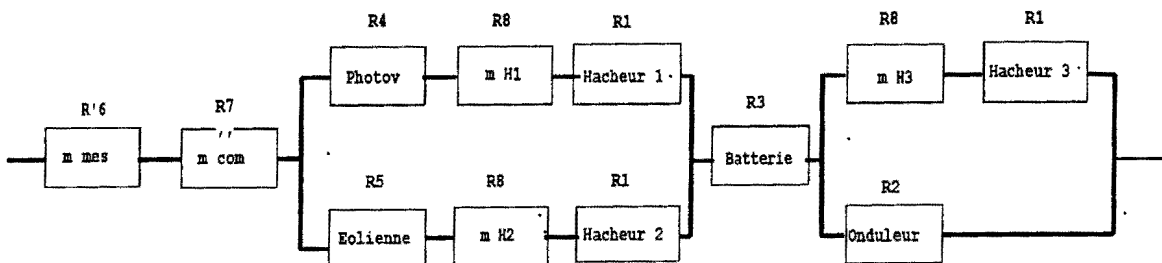 R4 R8 R1 R8 R1
Photov m H1 Hacheur 1 m H3 Hacheur 3
R'6 R7 R3
m mes m com Batterie
R5 R8 R1 R2
Eolienne m H2 Hacheur 2 Onduleur